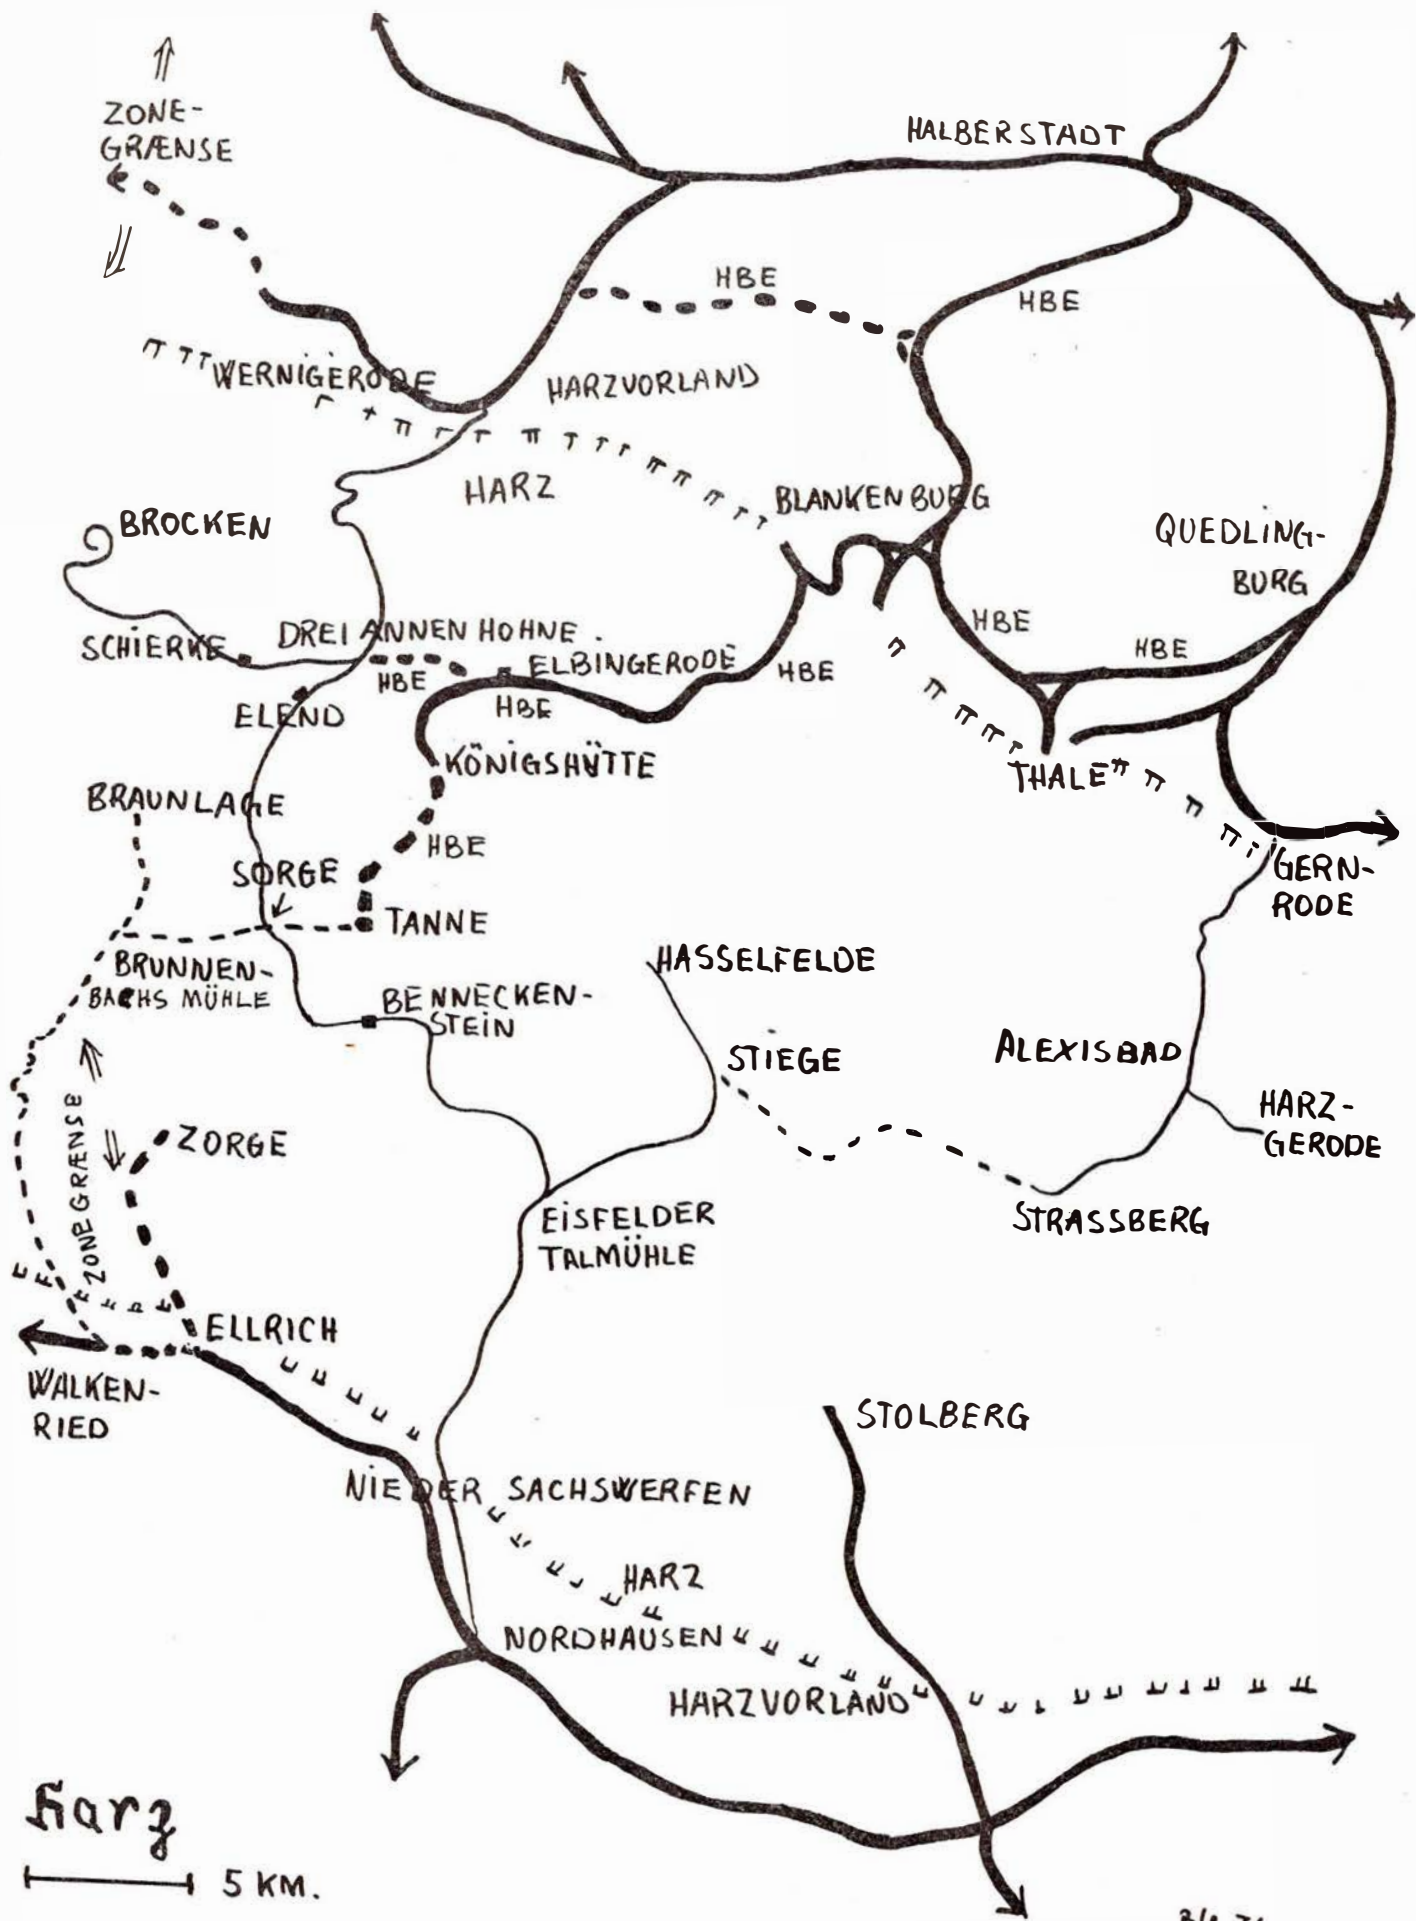 ZONE-
GRÆNSE
HALBERSTADT
HBE
HBE
WERNIGERODE
HARZVORLAND
HARZ
BLANKENBURG
BROCKEN
QUEDLING-
BURG
SCHIERKE
DREI ANNEN HOHNE
HBE
HBE
ELBINGERODE
HBE
HBE
HBE
ELEND
KÖNIGSHÜTTE
THALE
BRAUNLAGE
HBE
SORGE
GERN-
RODE
TANNE
BRUNNEN-
BACHS MÜHLE
HASSELFELDE
BENNECKEN-
STEIN
STIEGE
ALEXISBAD
HARZ-
GERODE
ZONEGRÆNSE
ZORGE
EISFELDER
TALMÜHLE
STRASSBERG
ELLRICH
WALKEN-
RIED
STOLBERG
NIEDER SACHSWERFEN
HARZ
NORDHAUSEN
HARZVORLAND
Harz
5 KM.